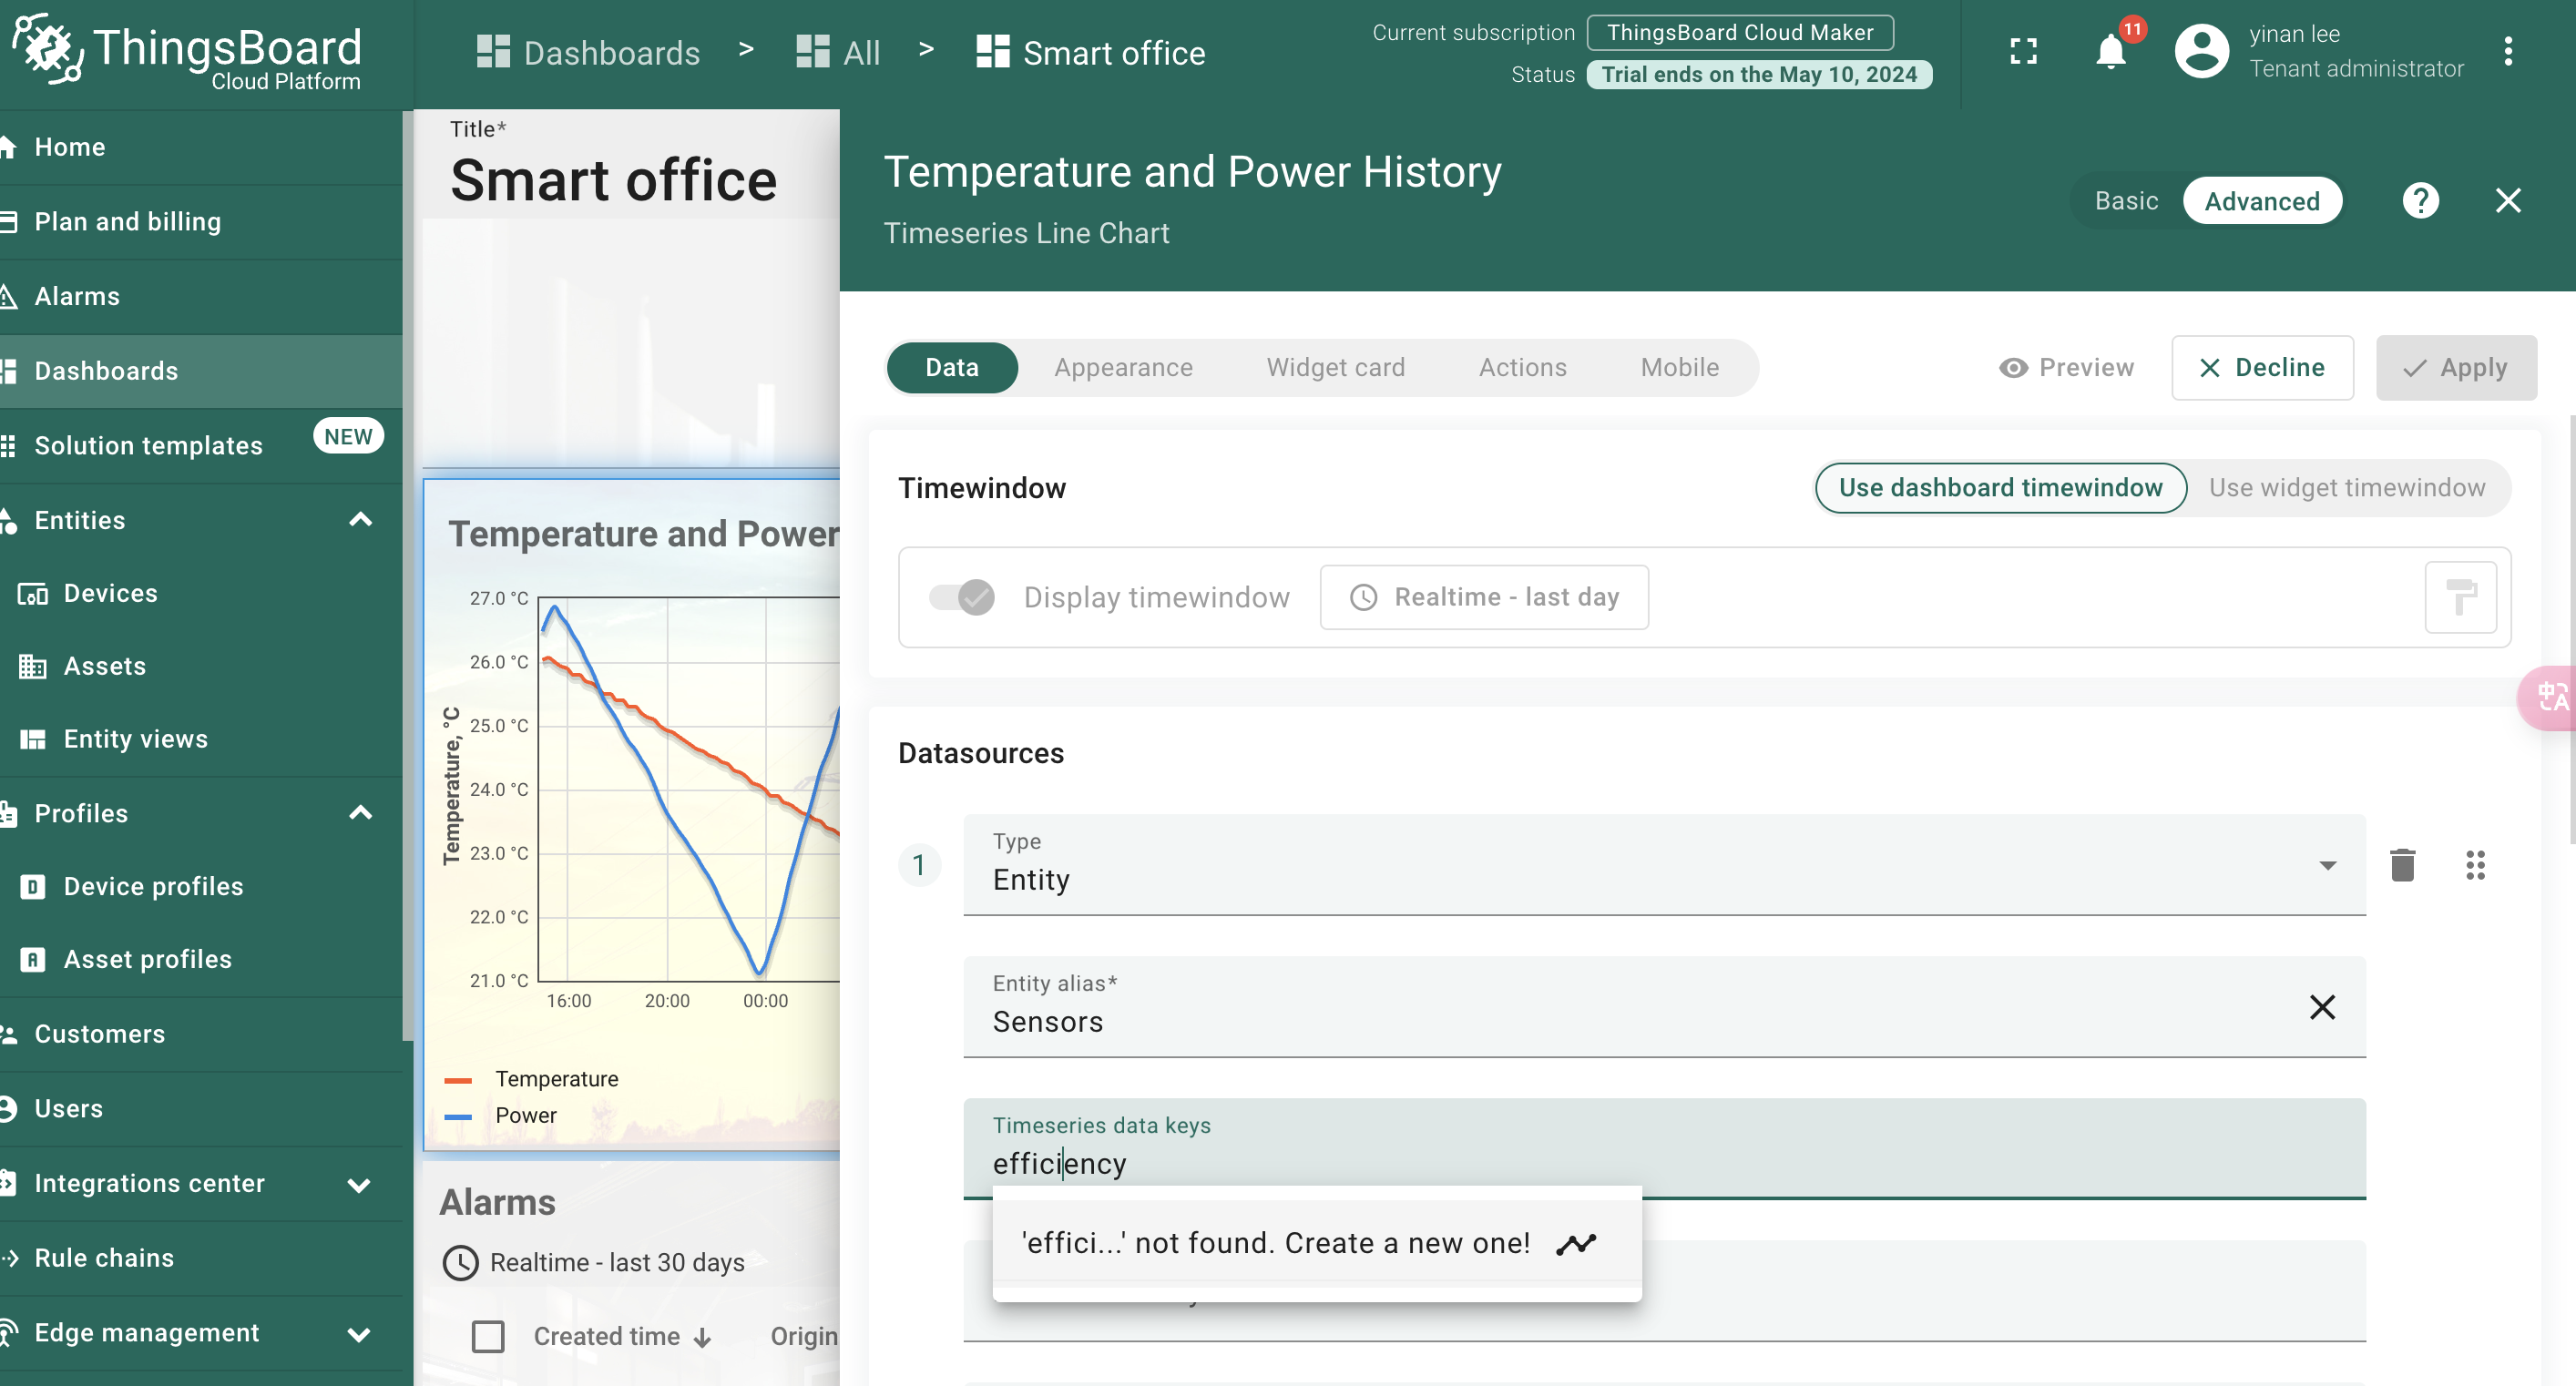 ThingsBoard
Cloud Platform
Dashboards > All > Smart office
Current subscription ThingsBoard Cloud Maker
Status Trial ends on the May 10, 2024
11
yinan lee
Tenant administrator
Home
Plan and billing
Alarms
Dashboards
Solution templates NEW
Entities
Devices
Assets
Entity views
Profiles
D Device profiles
A Asset profiles
Customers
Users
Integrations center
Rule chains
Edge management
Title*
Smart office
Temperature and Power
27.0 °C
26.0 °C
25.0 °C
24.0 °C
23.0 °C
22.0 °C
21.0 °C
Temperature, °C
16:00 20:00 00:00
Temperature
Power
Alarms
Realtime - last 30 days
Created time Origin
Temperature and Power History
Timeseries Line Chart
Basic Advanced ?
Data Appearance Widget card Actions Mobile
Preview Decline Apply
Timewindow
Use dashboard timewindow Use widget timewindow
Display timewindow Realtime - last day
中A
Datasources
1
Type
Entity
Entity alias*
Sensors
Timeseries data keys
efficiency
'effici...' not found. Create a new one!